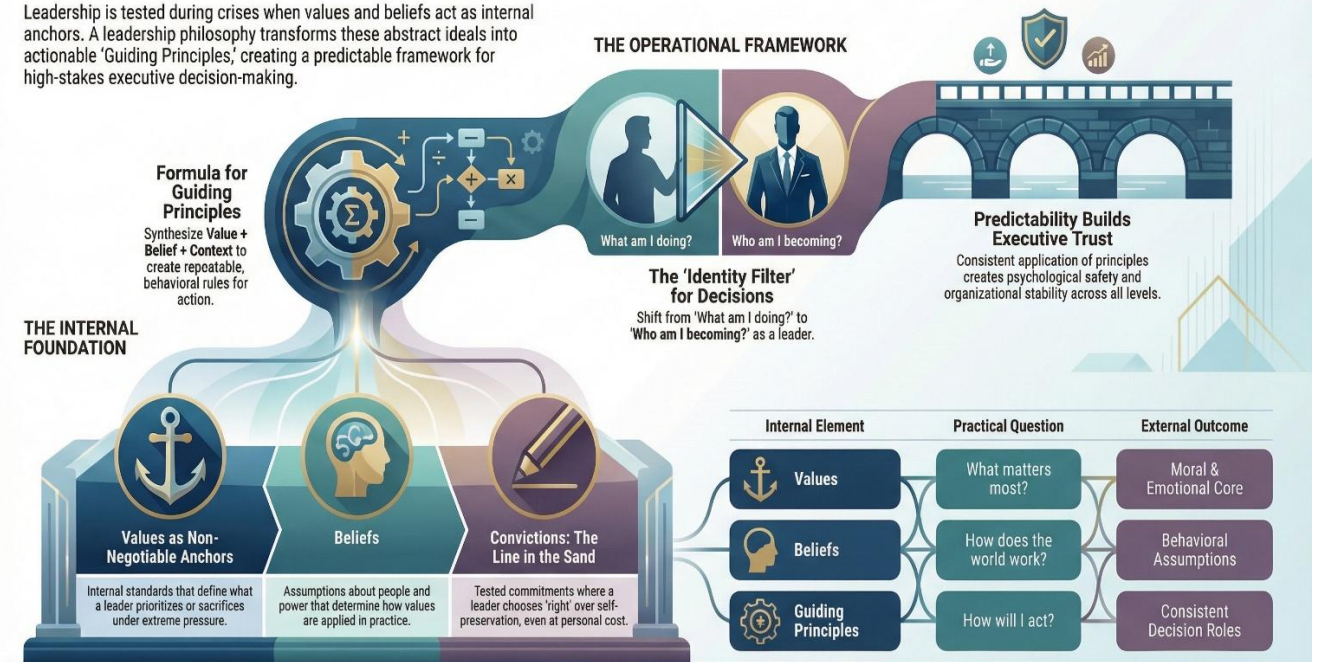 Leadership is tested during crises when values and beliefs act as internal
anchors. A leadership philosophy transforms these abstract ideals into
actionable ‘Guiding Principles,’ creating a predictable framework for
high-stakes executive decision-making.
THE OPERATIONAL FRAMEWORK
Formula for
Guiding
Principles
Synthesize Value +
Belief + Context to
create repoatable,
behavioral rules for
action.
+
÷
−
+
x
−
Σ
What am I doing?
Who am I becoming?
The ‘Identity Filter’
for Decisions
Shift from ‘What am I doing?’ to
‘Who am I becoming?’ as a leader.
Predictability Builds
Executive Trust
Consistent application of principles
creates psychological safety and
organizational stability across all levels.
THE INTERNAL
FOUNDATION
Values as Non-
Negotiable Anchors
Internal standards that define what
a leader prioritizes or sacrifices
under extreme pressure.
Beliefs
Assumptions about people and
power that determine how values
are applied in practice.
Convictions: The
Line in the Sand
Tested commitments where a
leader chooses ‘right’ over self-
preservation, even at personal cost.
Internal Element Practical Question External Outcome
Values
What matters
most?
Moral &
Emotional Core
Beliefs
How does the
world work?
Behavioral
Assumptions
Guiding
Principles
How will I act?
Consistent
Decision Roles